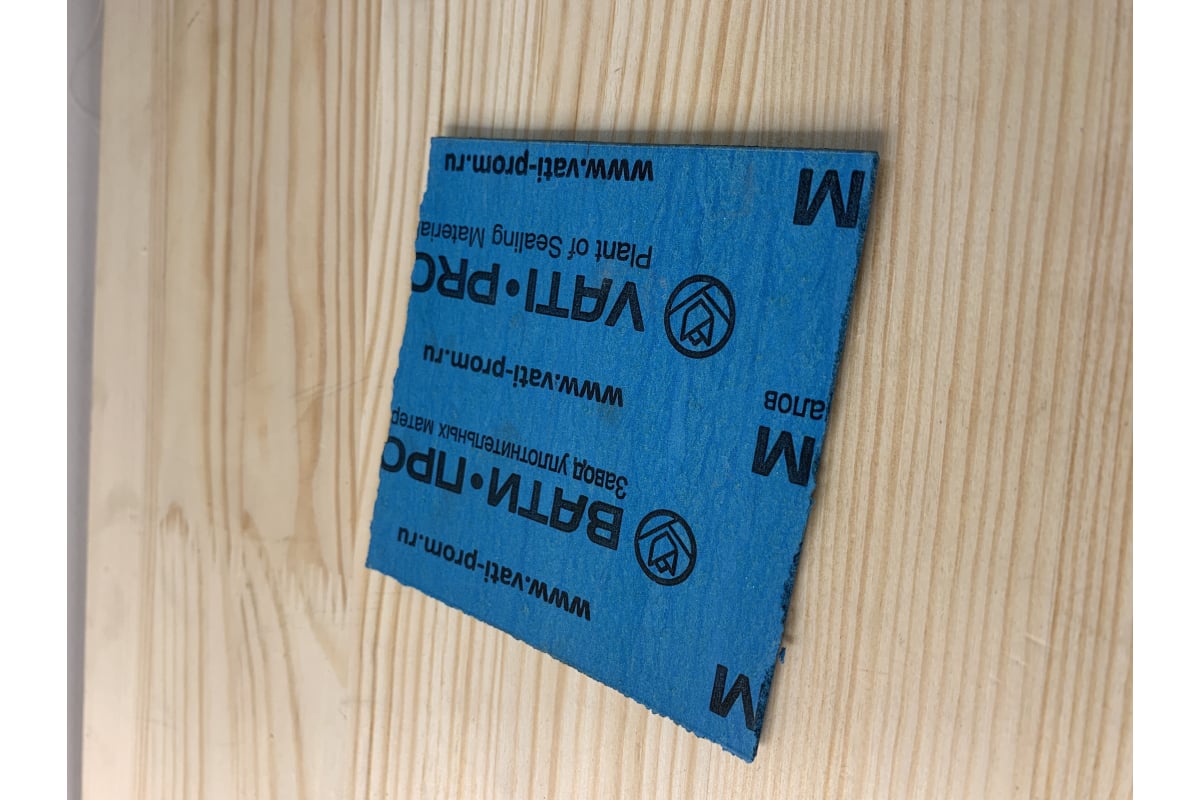 M
www.vati-prom.ru
ВАТИ•ПРО
Завод уплотнительных матер
М
алов
www.vati-prom.ru
VATI•PRO
Plant of Sealing Material
M
www.vati-prom.ru